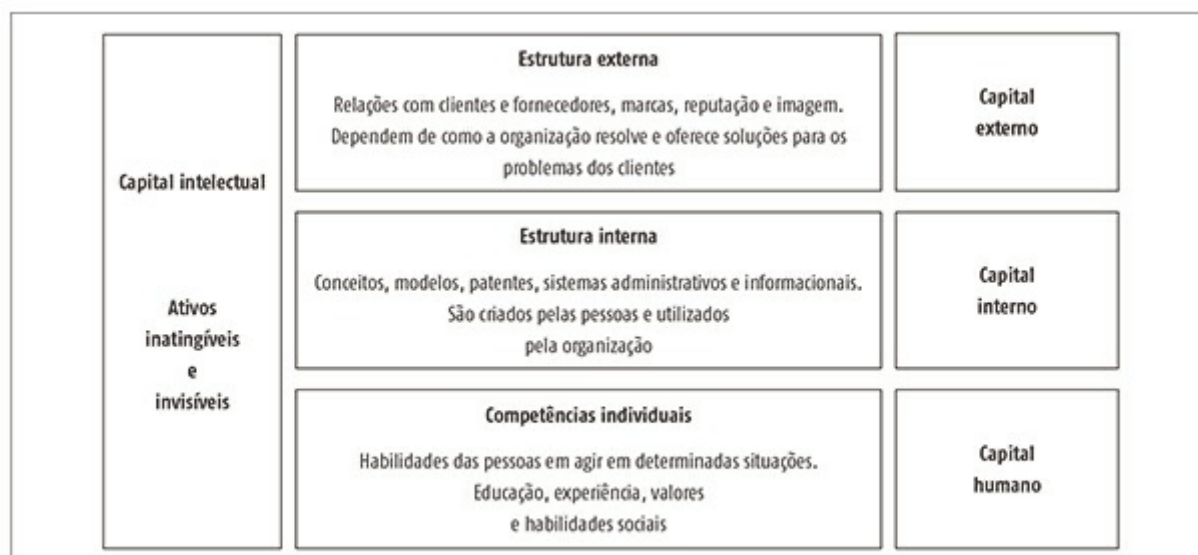 Capital intelectual
Ativos
inatingíveis
e
invisíveis
Estrutura externa
Relações com clientes e fornecedores, marcas, reputação e imagem.
Dependem de como a organização resolve e oferece soluções para os
problemas dos clientes
Capital
externo
Estrutura interna
Conceitos, modelos, patentes, sistemas administrativos e informacionais.
São criados pelas pessoas e utilizados
pela organização
Capital
interno
Competências individuais
Habilidades das pessoas em agir em determinadas situações.
Educação, experiência, valores
e habilidades sociais
Capital
humano